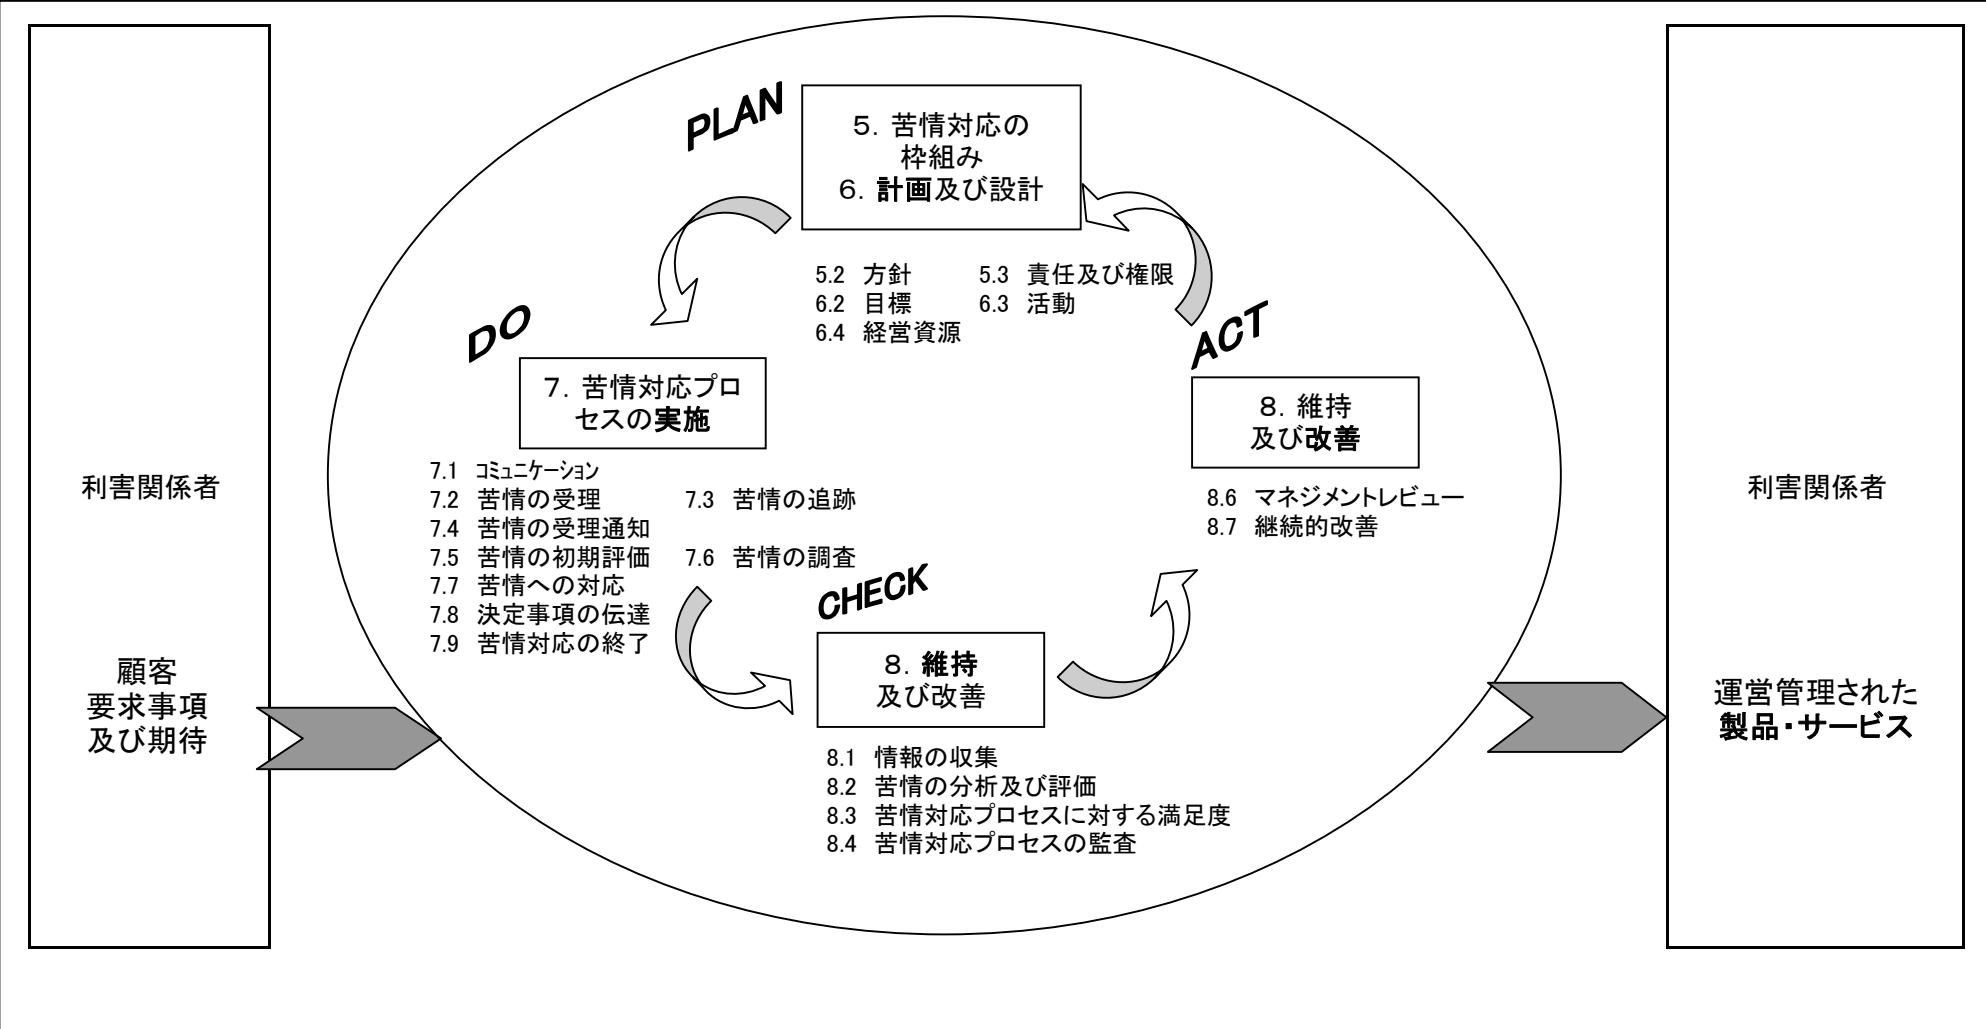 利害関係者
顧客
要求事項
及び期待
PLAN
５．苦情対応の
枠組み
６．計画及び設計
5.2 方針 5.3 責任及び権限
6.2 目標 6.3 活動
6.4 経営資源
DO
７．苦情対応プロ
セスの実施
7.1 ｺﾐｭﾆｹｰｼｮﾝ
7.2 苦情の受理 7.3 苦情の追跡
7.4 苦情の受理通知
7.5 苦情の初期評価 7.6 苦情の調査
7.7 苦情への対応
7.8 決定事項の伝達
7.9 苦情対応の終了
CHECK
８．維持
及び改善
8.1 情報の収集
8.2 苦情の分析及び評価
8.3 苦情対応プロセスに対する満足度
8.4 苦情対応プロセスの監査
ACT
８．維持
及び改善
8.6 マネジメントレビュー
8.7 継続的改善
利害関係者
運営管理された
製品・サービス